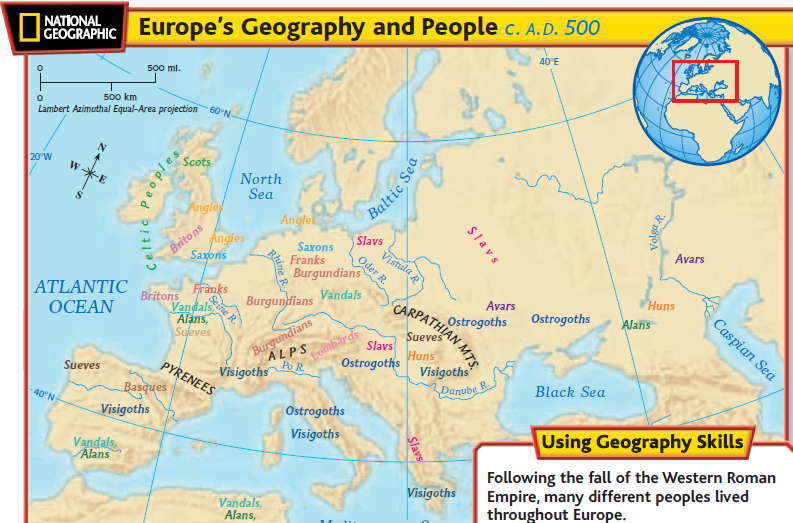 NATIONAL
GEOGRAPHIC
Europe's Geography and People c. A.D. 500
0
500 mi.
0
500 km
Lambert Azimuthal Equal-Area projection
60°N
40°E
20°W
N
W
E
S
Scots
Celtic Peoples
North
Sea
Baltic Sea
Angles
Angles
Britons
Angles
Saxons
Saxons
Franks
Burgundians
Slavs
Slavs
Rhine R.
Oder R.
Vistula R.
Volga R.
Avars
ATLANTIC
OCEAN
Britons
Franks
Vandals,
Alans,
Sueves
Seine R.
Burgundians
Vandals
CARPATHIAN MTS.
Avars
Ostrogoths
Ostrogoths
Huns
Alans
Caspian Sea
Burgundians
ALPS
Lombards
Slavs
Sueves
Huns
Sueves
PYRENEES
Visigoths
Po R.
Ostrogoths
Visigoths
Danube R.
Black Sea
Basques
40°N
Visigoths
Ostrogoths
Visigoths
Vandals,
Alans
Slavs
Visigoths
Vandals,
Alans,
Using Geography Skills
Following the fall of the Western Roman
Empire, many different peoples lived
throughout Europe.